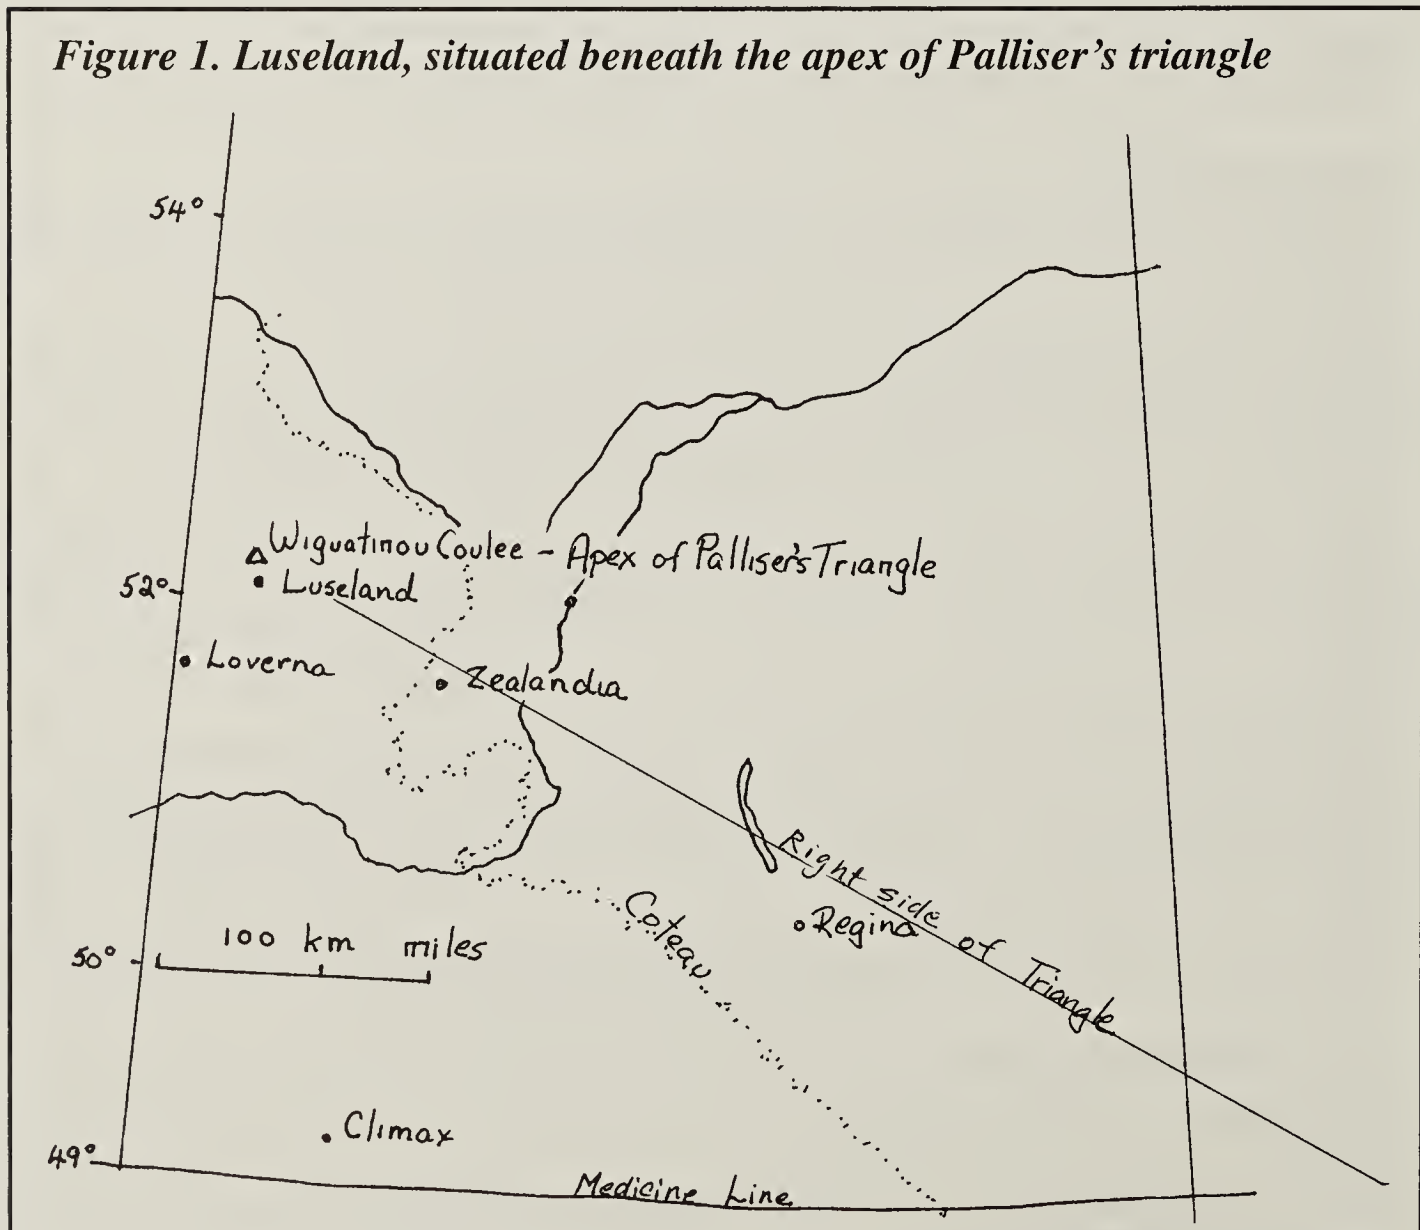 Figure 1. Luseland, situated beneath the apex of Palliser's triangle
54°
Wiguatinou Coulee - Apex of Palliser's Triangle
52°
Luseland
Loverna
Zealandia
Right side of Triangle
Regina
Coteau
100 km miles
50°
Climax
49°
Medicine Line